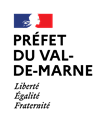 PRÉFET
DU VAL-
DE-MARNE
Liberté
Égalité
Fraternité